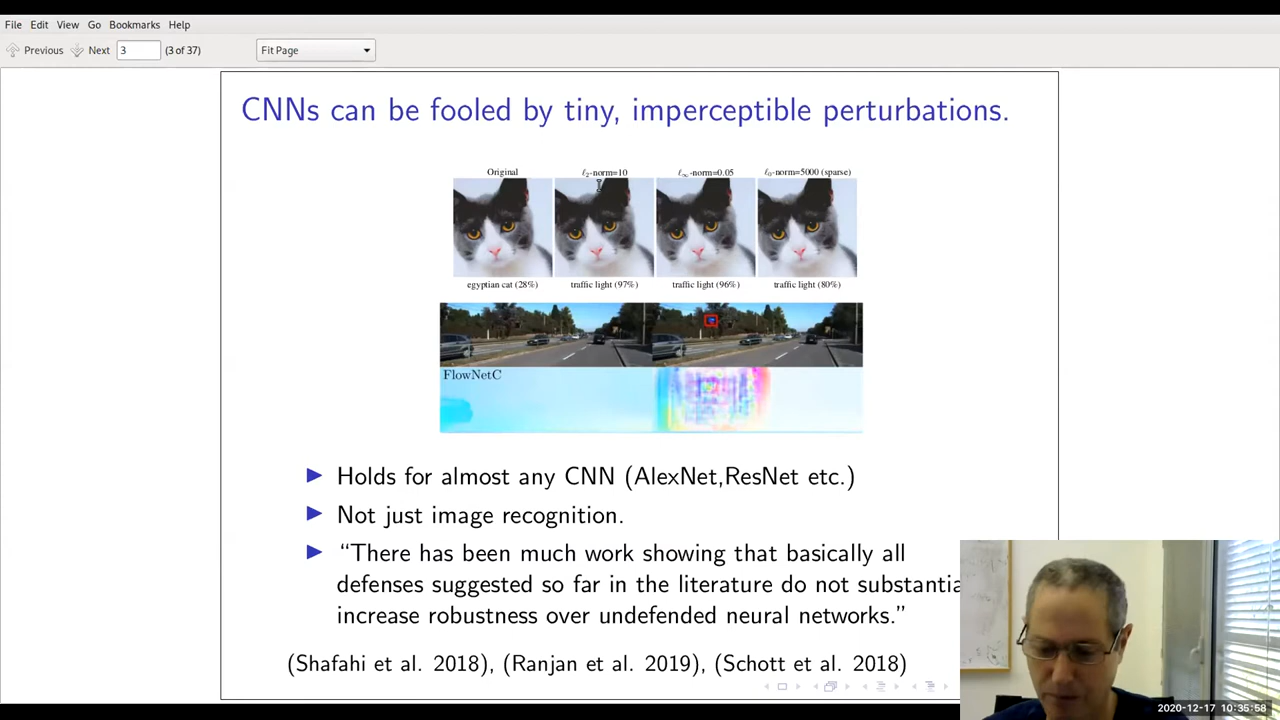 File Edit View Go Bookmarks Help
Previous Next 3 (3 of 37) Fit Page
CNNs can be fooled by tiny, imperceptible perturbations.
Original ℓ₂-norm=10 ℓ∞-norm=0.05 ℓ₀-norm=5000 (sparse)
egyptian cat (28%) traffic light (97%) traffic light (96%) traffic light (80%)
FlowNetC
▶ Holds for almost any CNN (AlexNet,ResNet etc.)
▶ Not just image recognition.
▶ “There has been much work showing that basically all
defenses suggested so far in the literature do not substantia
increase robustness over undefended neural networks.”
(Shafahi et al. 2018), (Ranjan et al. 2019), (Schott et al. 2018)
2020-12-17 10:35:58